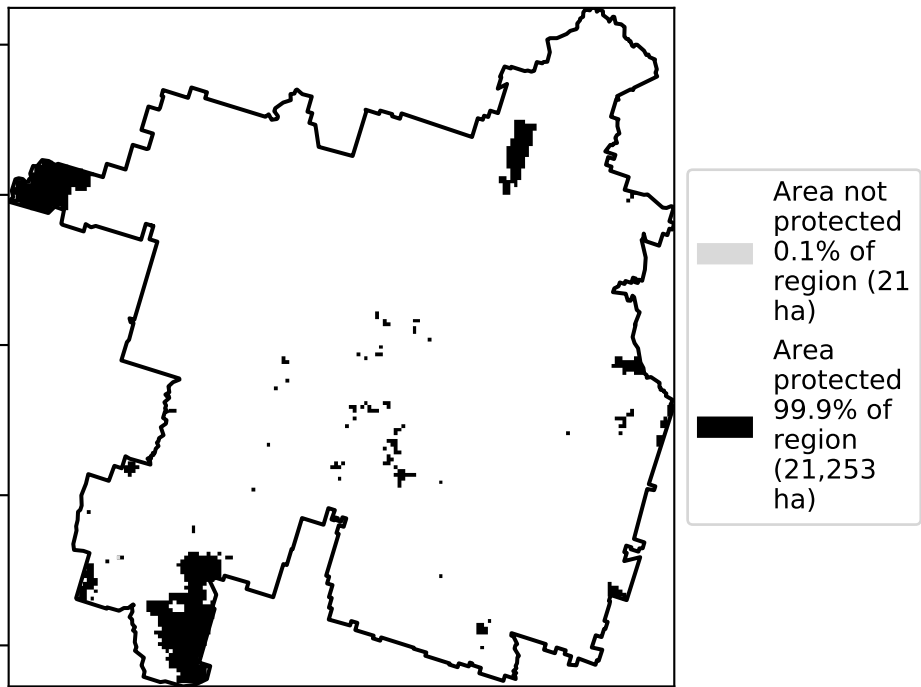 Area not
protected
0.1% of
region (21
ha)
Area
protected
99.9% of
region
(21,253
ha)